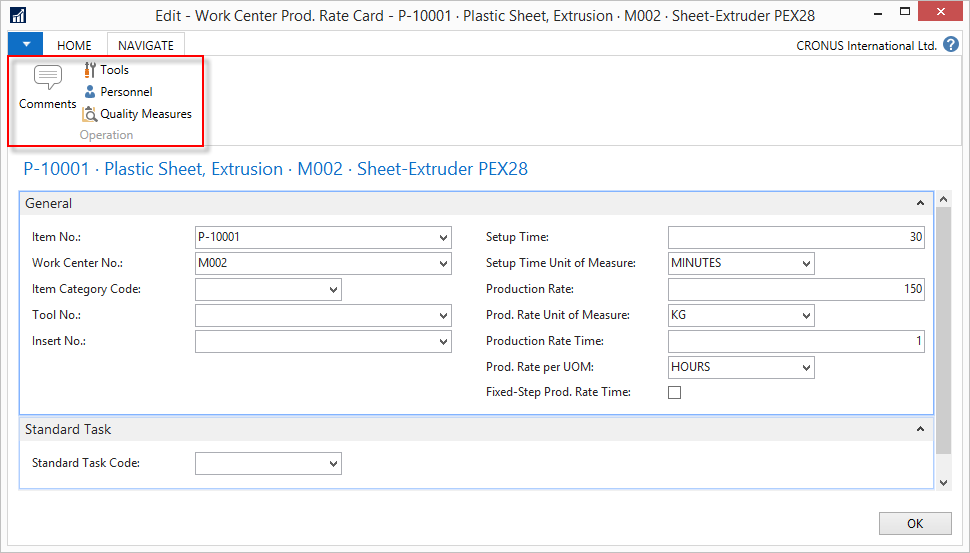 Edit - Work Center Prod. Rate Card - P-10001 · Plastic Sheet, Extrusion · M002 · Sheet-Extruder PEX28
HOME NAVIGATE CRONUS International Ltd. ?
Tools
Comments
Personnel
Quality Measures
Operation
P-10001 · Plastic Sheet, Extrusion · M002 · Sheet-Extruder PEX28
General
Item No.: P-10001 Setup Time: 30
Work Center No.: M002 Setup Time Unit of Measure: MINUTES
Item Category Code: Production Rate: 150
Tool No.: Prod. Rate Unit of Measure: KG
Insert No.: Production Rate Time: 1
Prod. Rate per UOM: HOURS
Fixed-Step Prod. Rate Time:
Standard Task
Standard Task Code:
OK